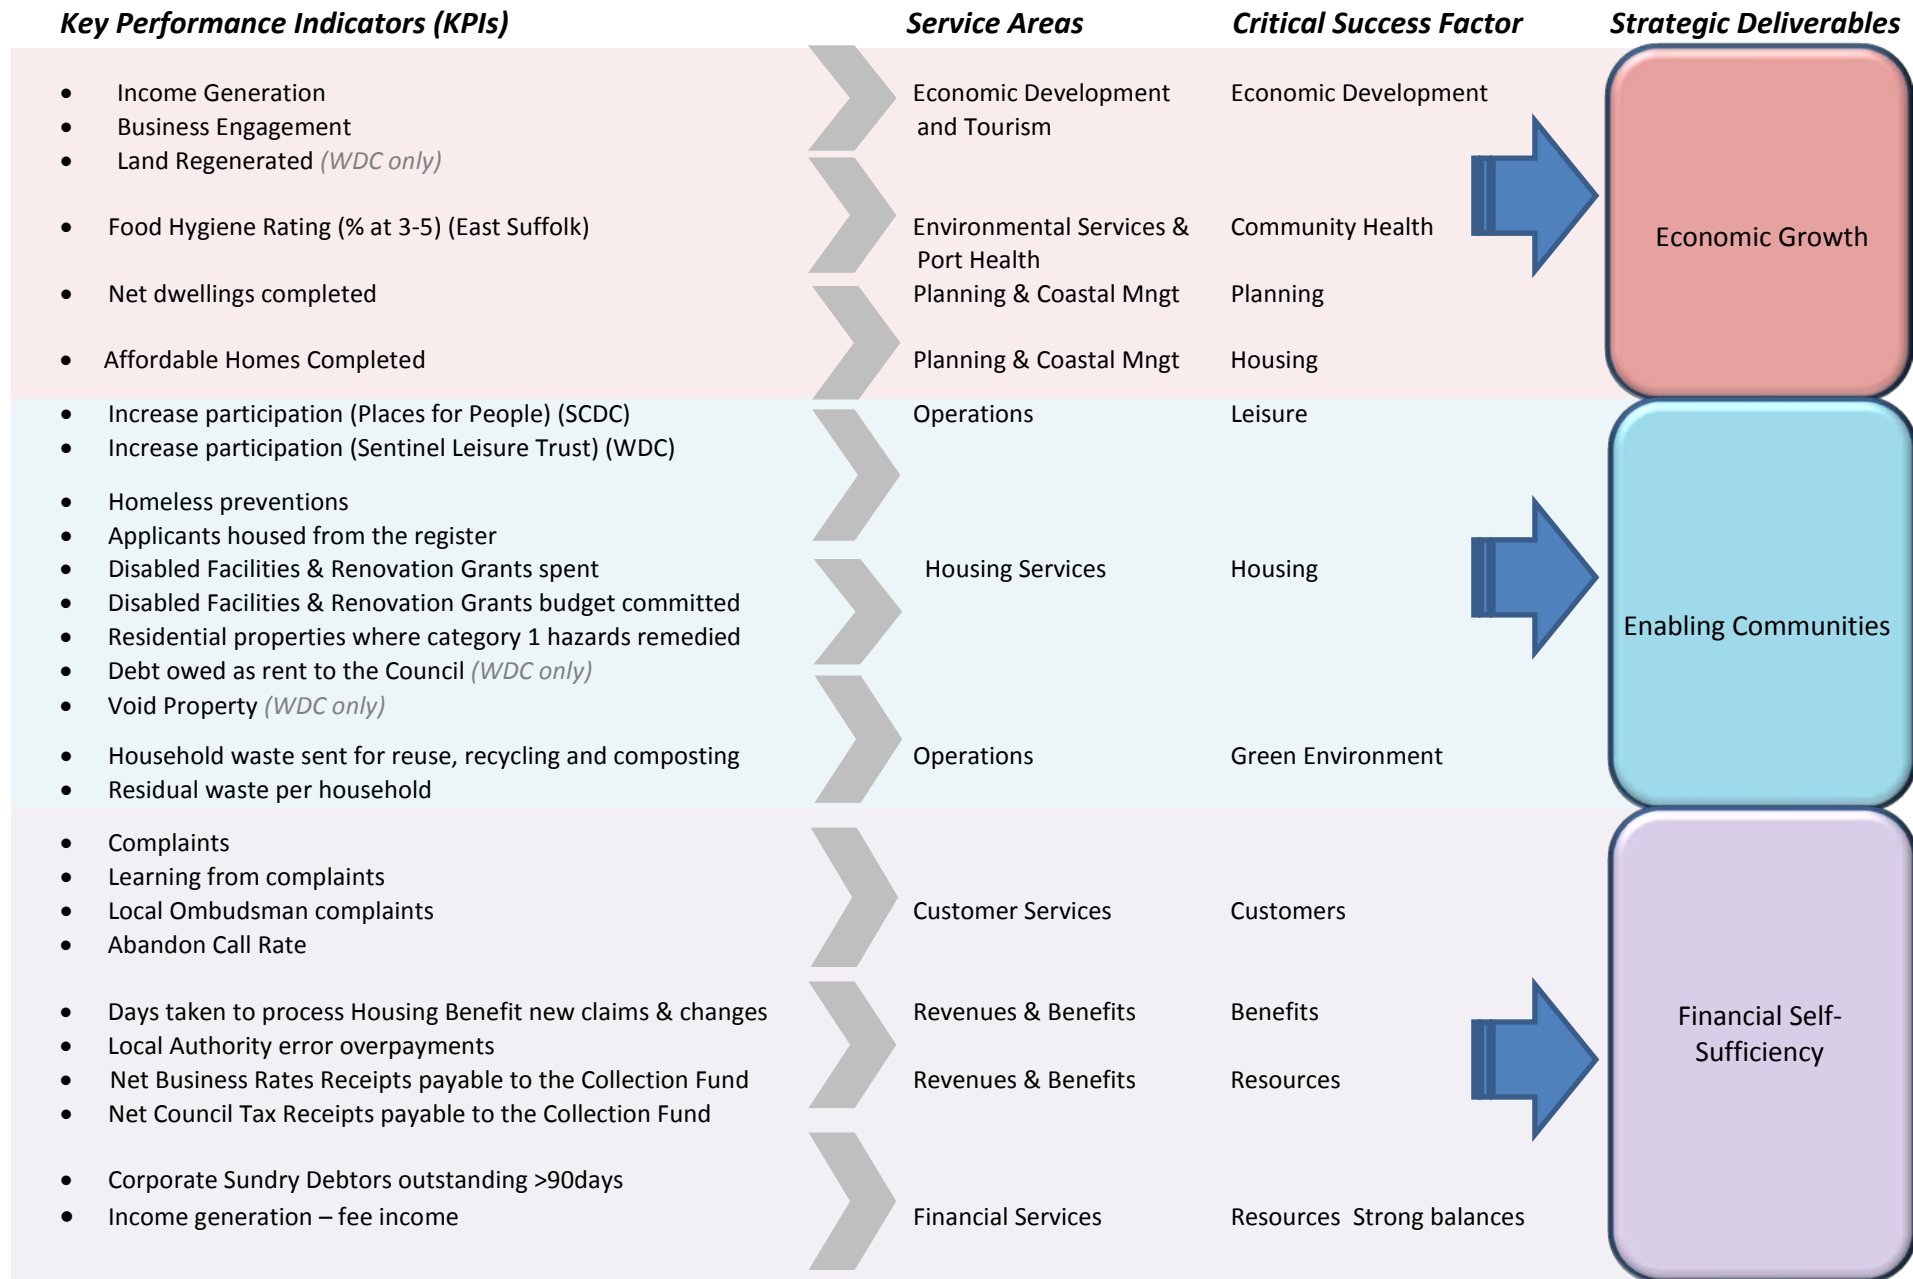 Key Performance Indicators (KPIs) Service Areas Critical Success Factor Strategic Deliverables
• Income Generation Economic Development Economic Development
• Business Engagement and Tourism
• Land Regenerated (WDC only)
• Food Hygiene Rating (% at 3-5) (East Suffolk) Environmental Services & Community Health
Economic Growth
Port Health
• Net dwellings completed Planning & Coastal Mngt Planning
• Affordable Homes Completed Planning & Coastal Mngt Housing
• Increase participation (Places for People) (SCDC) Operations Leisure
• Increase participation (Sentinel Leisure Trust) (WDC)
• Homeless preventions
• Applicants housed from the register
• Disabled Facilities & Renovation Grants spent Housing Services Housing
• Disabled Facilities & Renovation Grants budget committed
Enabling Communities
• Residential properties where category 1 hazards remedied
• Debt owed as rent to the Council (WDC only)
• Void Property (WDC only)
• Household waste sent for reuse, recycling and composting Operations Green Environment
• Residual waste per household
• Complaints
• Learning from complaints
• Local Ombudsman complaints Customer Services Customers
• Abandon Call Rate
• Days taken to process Housing Benefit new claims & changes Revenues & Benefits Benefits
Financial Self-
Sufficiency
• Local Authority error overpayments
• Net Business Rates Receipts payable to the Collection Fund Revenues & Benefits Resources
• Net Council Tax Receipts payable to the Collection Fund
• Corporate Sundry Debtors outstanding >90days
• Income generation – fee income Financial Services Resources Strong balances